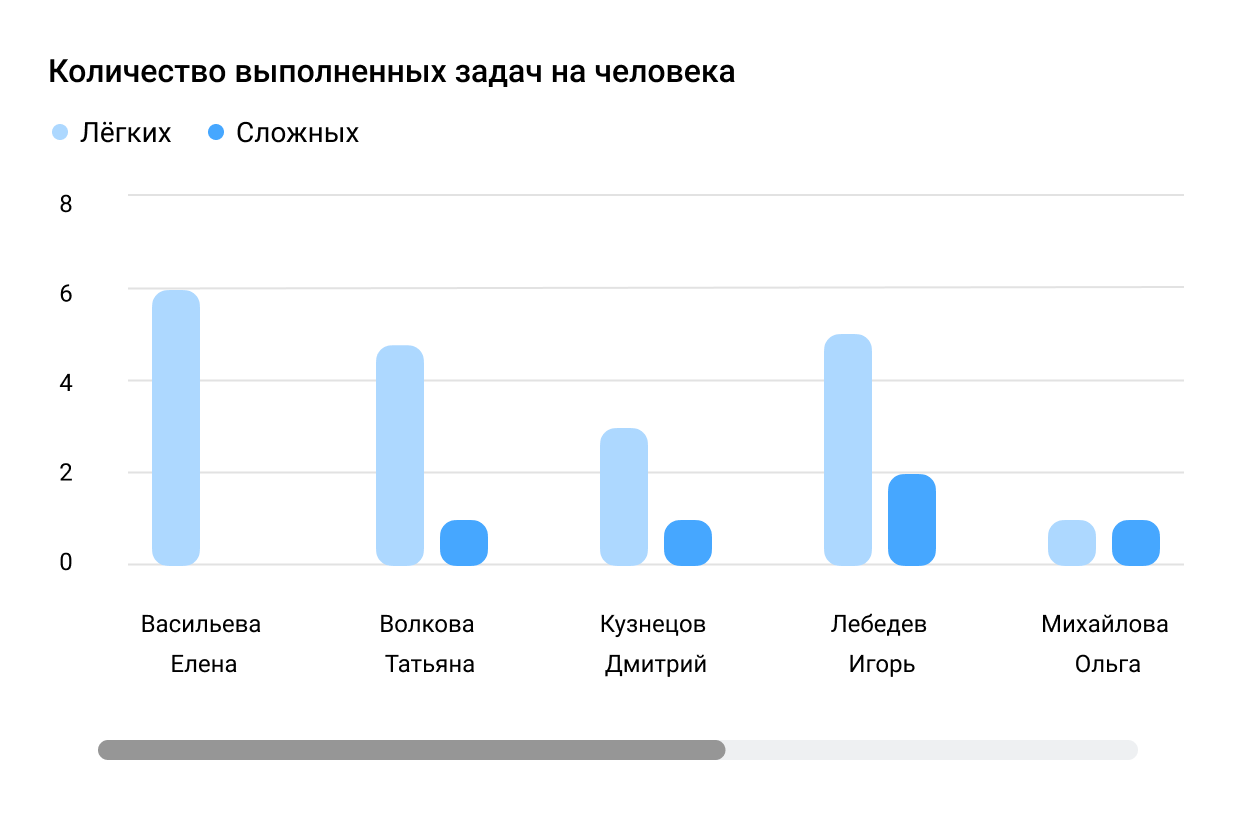 Количество выполненных задач на человека
Лёгких Сложных
8
6
4
2
0
Васильева Волкова Кузнецов Лебедев Михайлова
Елена Татьяна Дмитрий Игорь Ольга